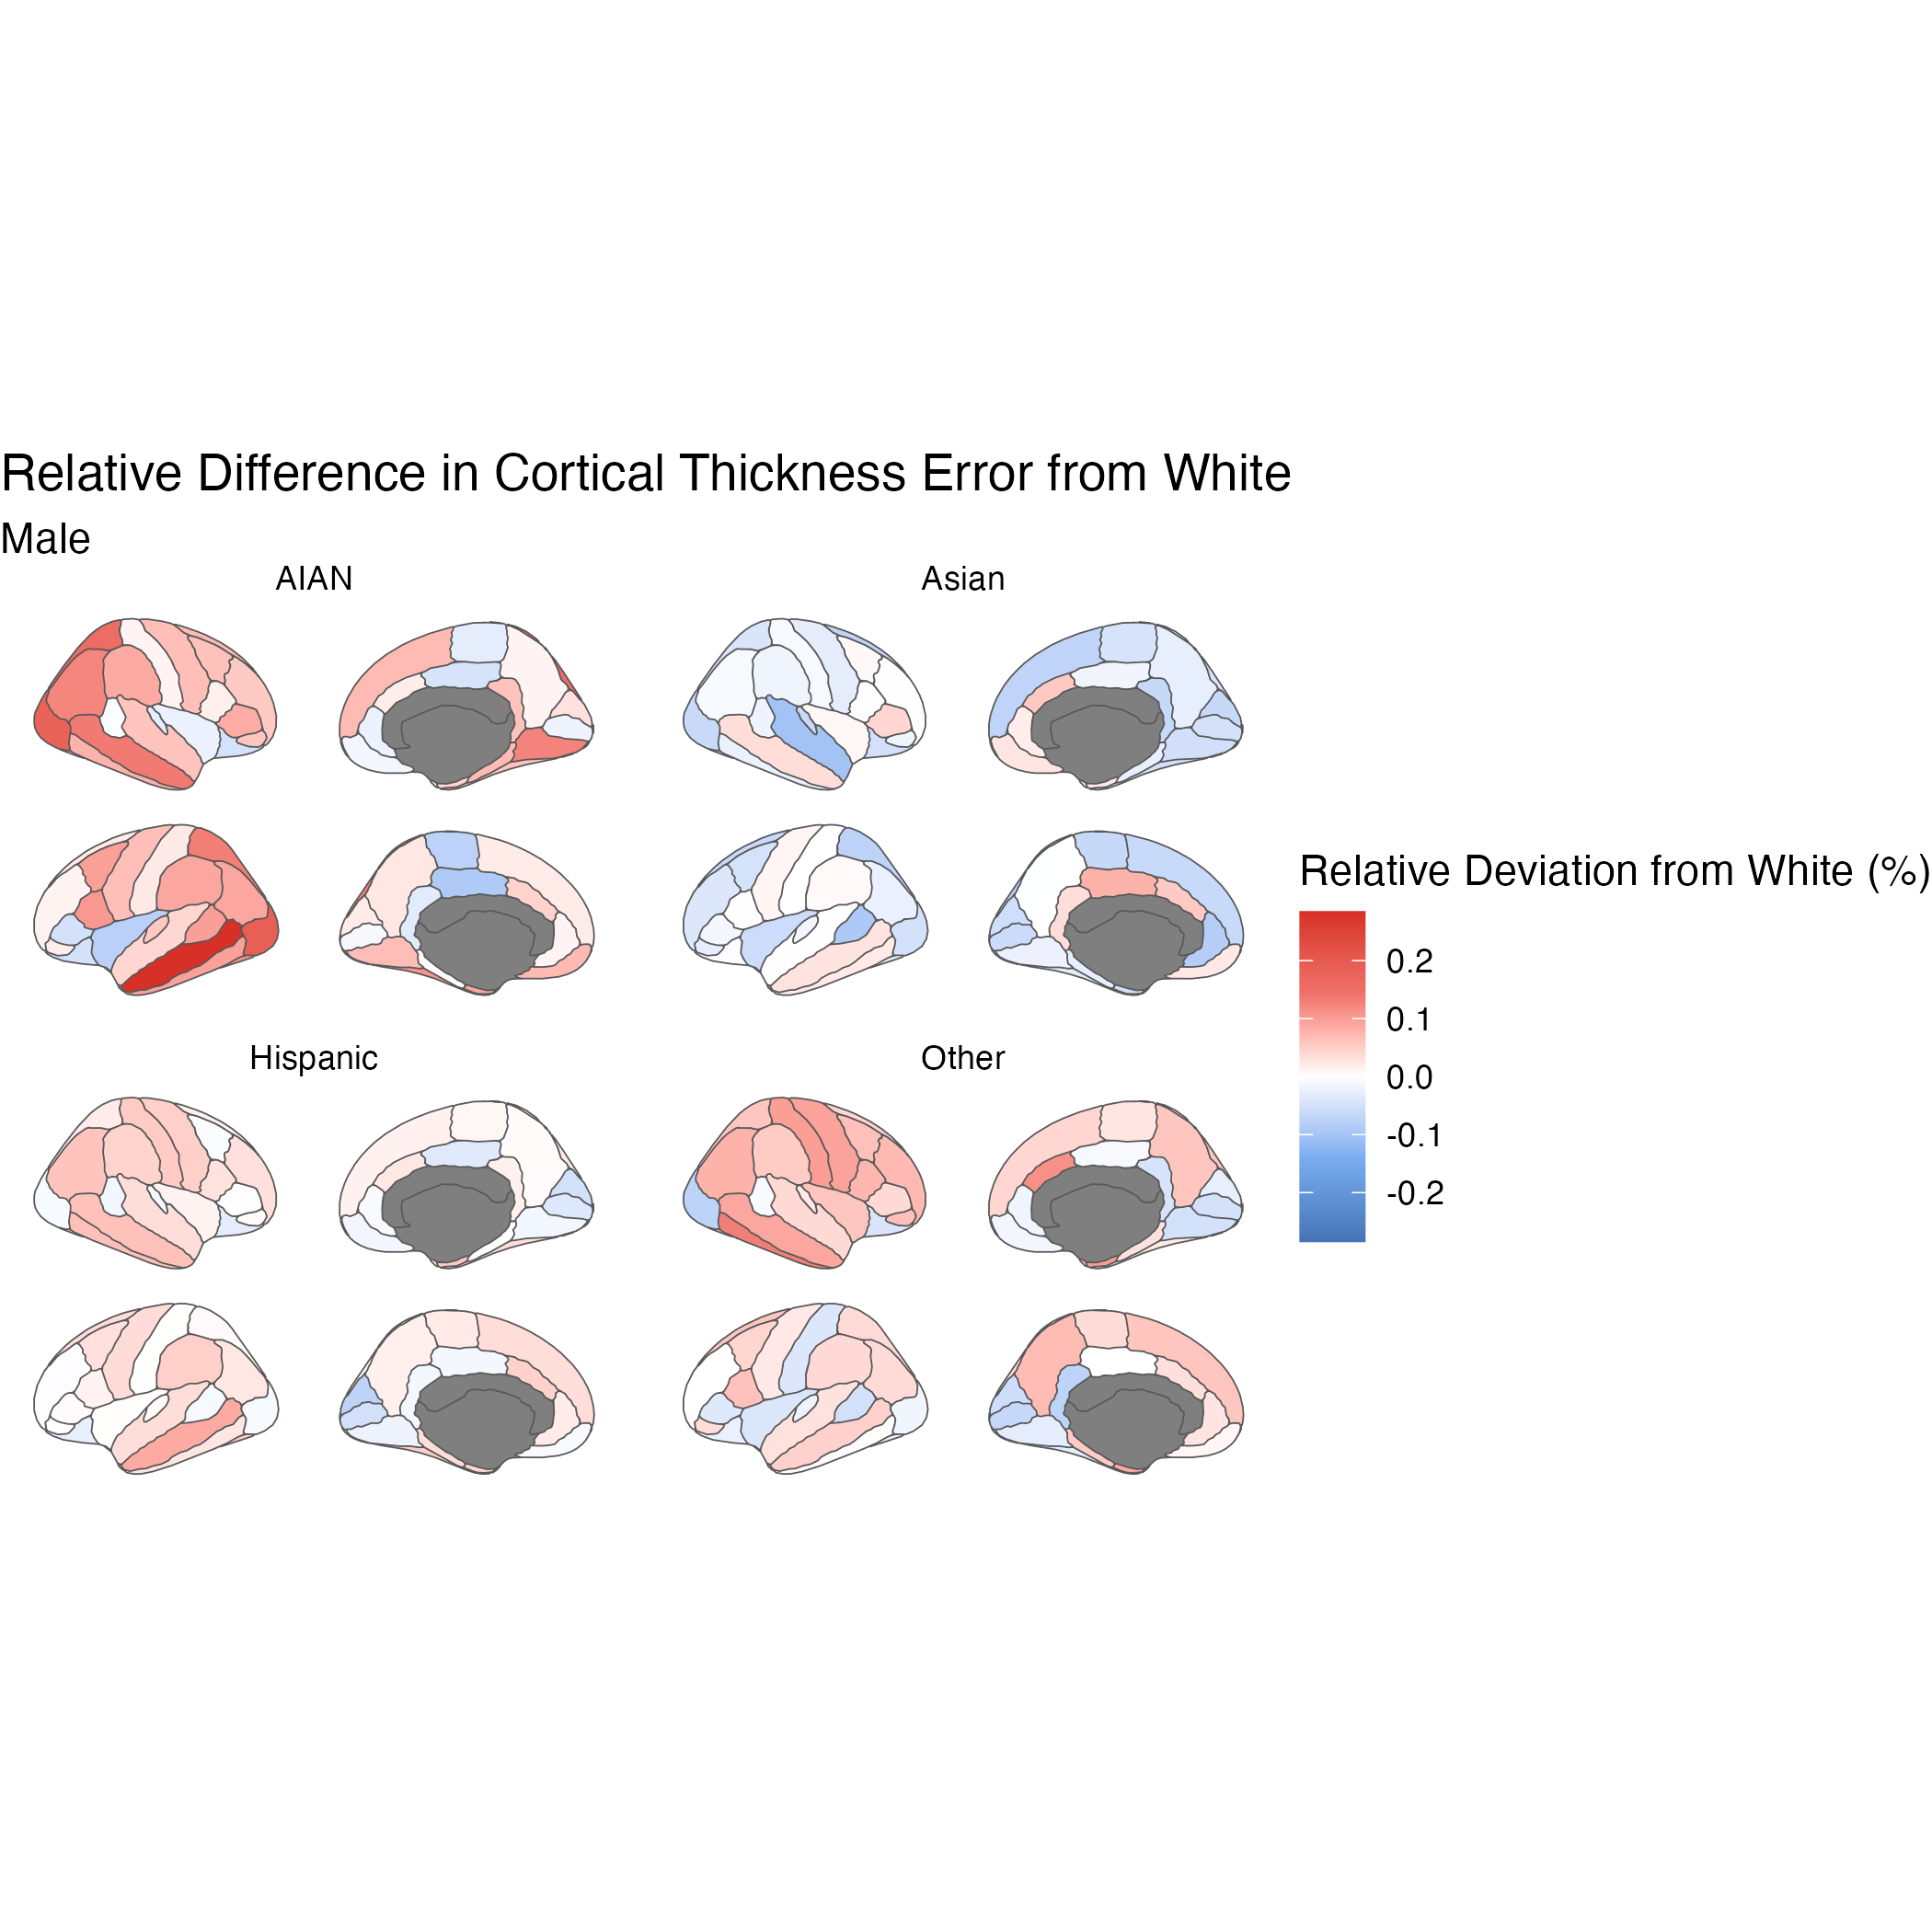 Relative Difference in Cortical Thickness Error from White
Male
AIAN
Asian
Hispanic
Other
Relative Deviation from White (%)
0.2
0.1
0.0
-0.1
-0.2